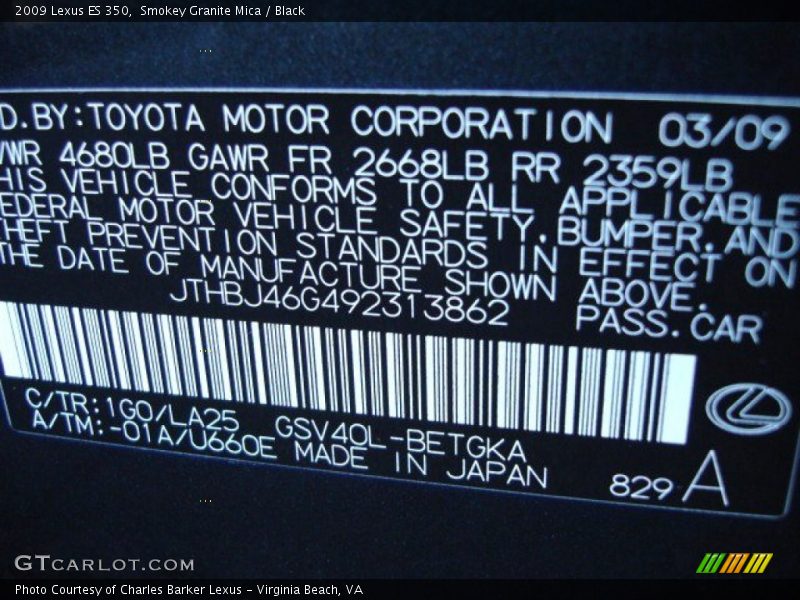 2009 Lexus ES 350,  Smokey Granite Mica / Black
D.BY:TOYOTA MOTOR CORPORATION 03/09
VWR 4680LB GAWR FR 2668LB RR 2359LB
HIS VEHICLE CONFORMS TO ALL APPLICABLE
EDERAL MOTOR VEHICLE SAFETY,BUMPER,AND
HEFT PREVENTION STANDARDS IN EFFECT ON
THE DATE OF MANUFACTURE SHOWN ABOVE.
JTHBJ46G492313862 PASS.CAR
C/TR:1G0/LA25 GSV40L-BETGKA
A/TM:-01A/U660E MADE IN JAPAN
829 A
GTCARLOT.COM
Photo Courtesy of Charles Barker Lexus - Virginia Beach, VA